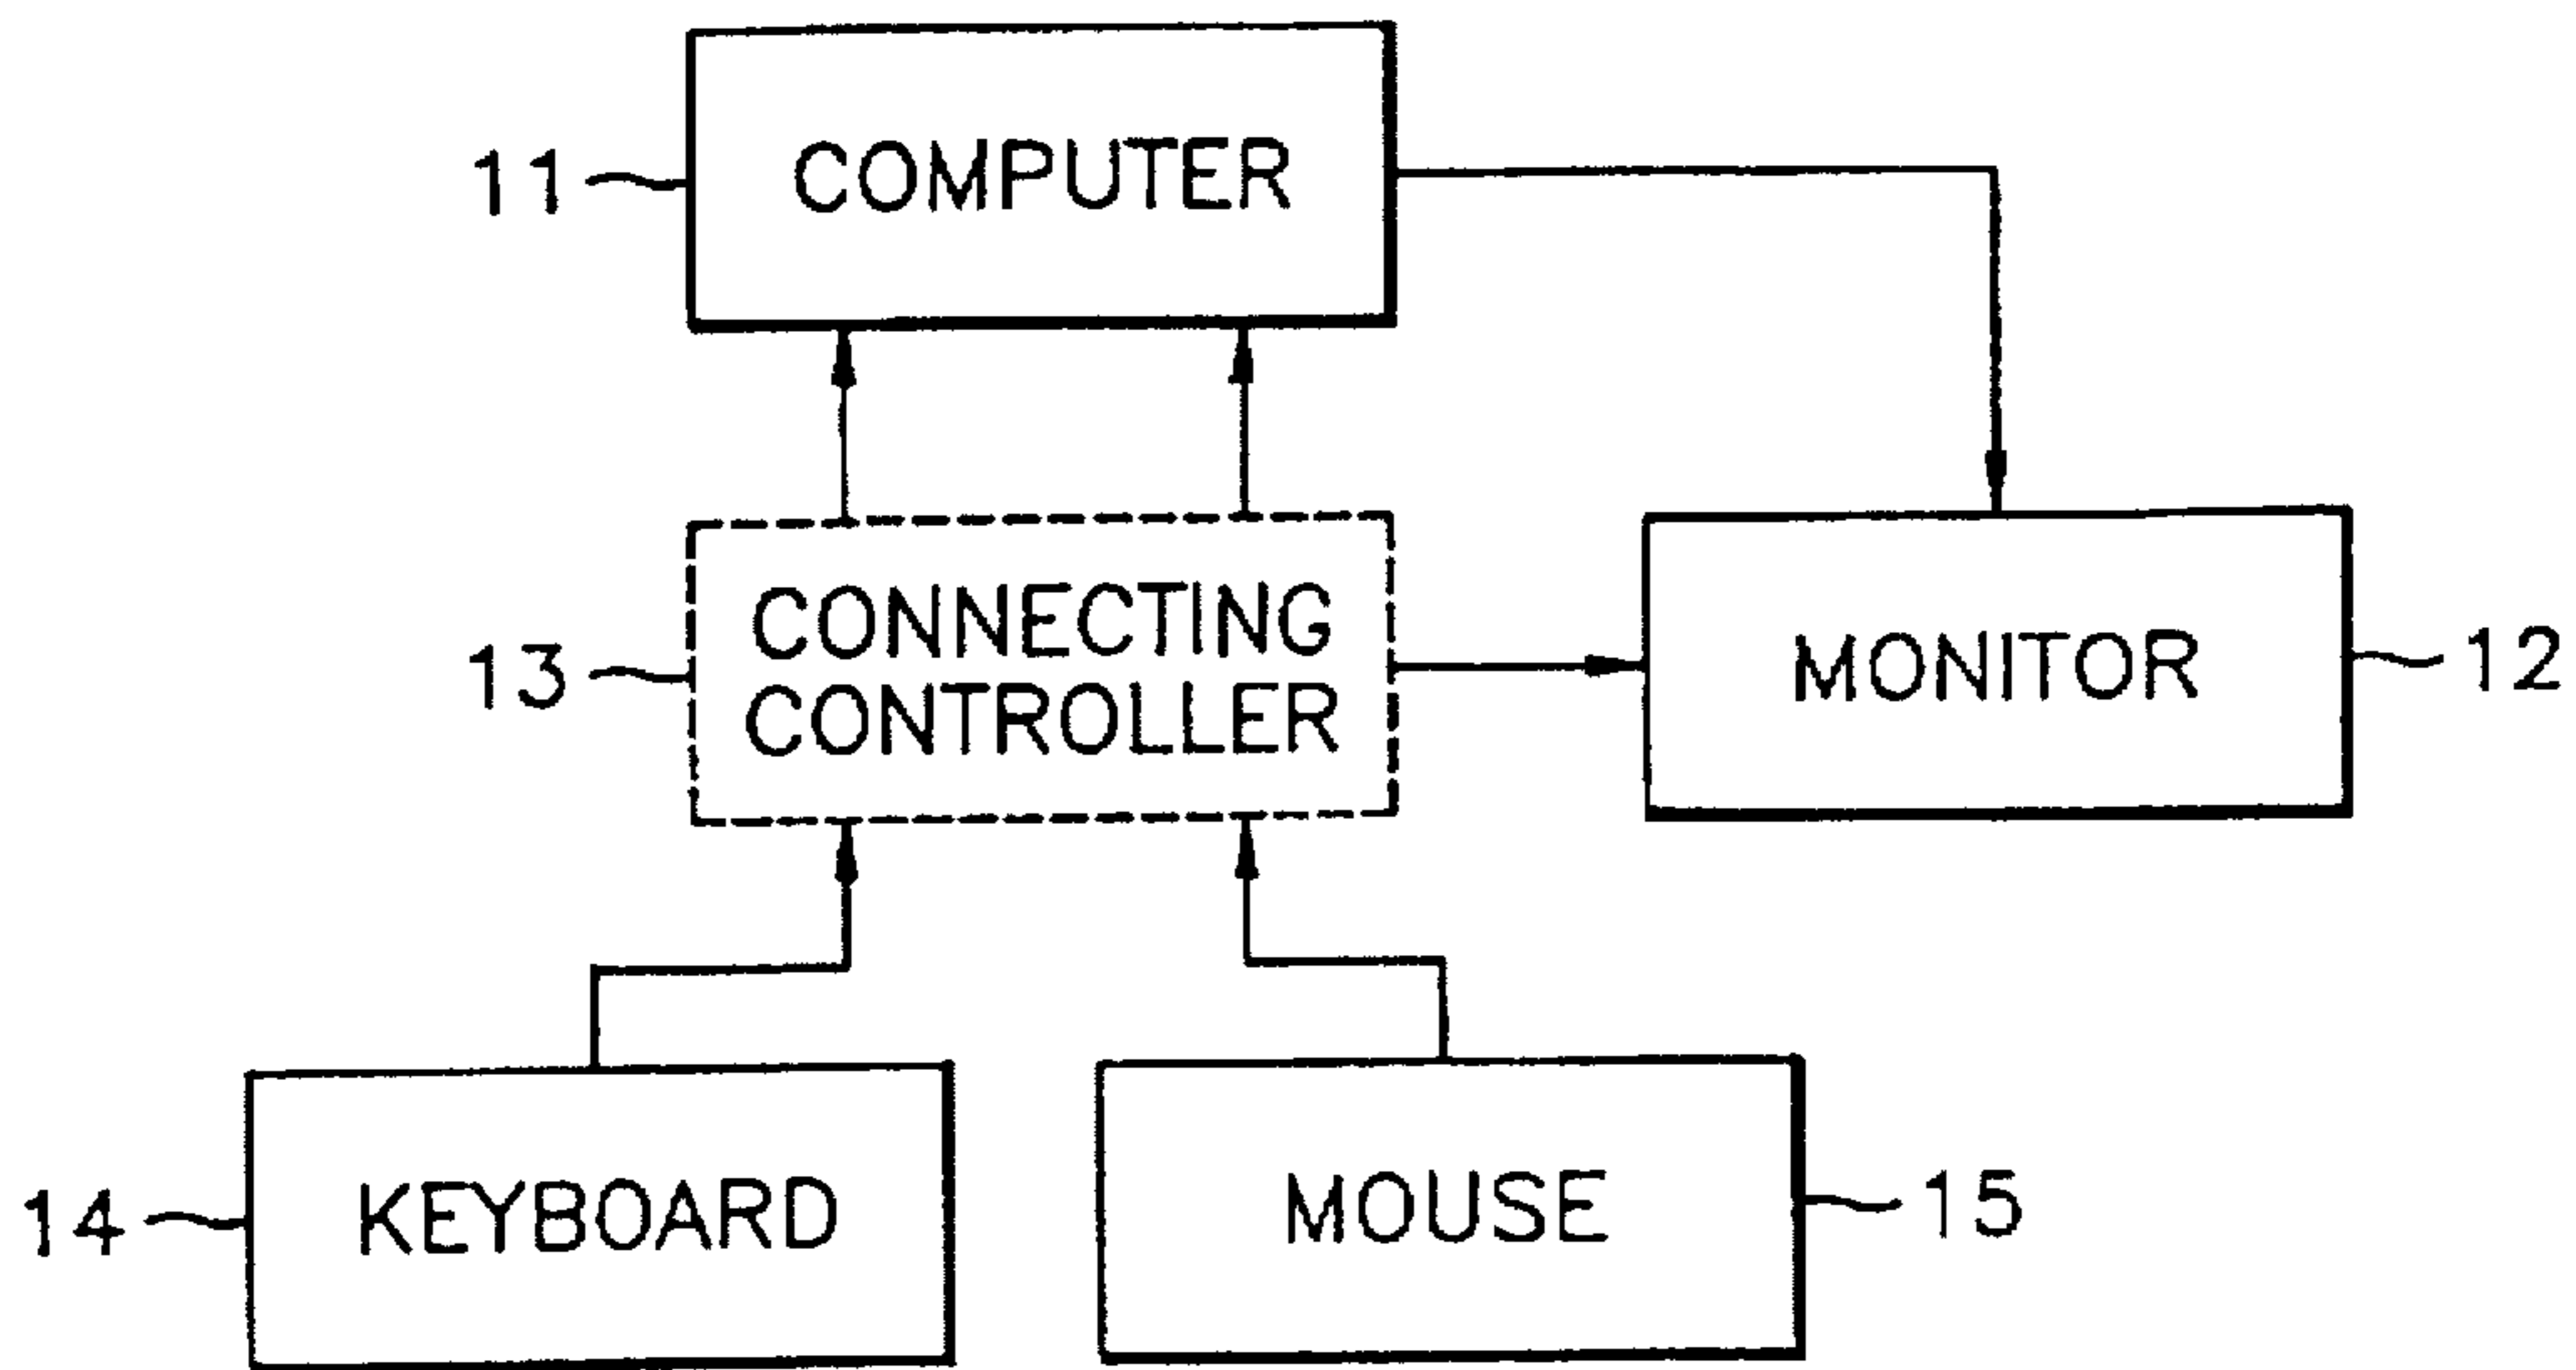 11
COMPUTER
13
CONNECTING
CONTROLLER
MONITOR
12
14
KEYBOARD
MOUSE
15